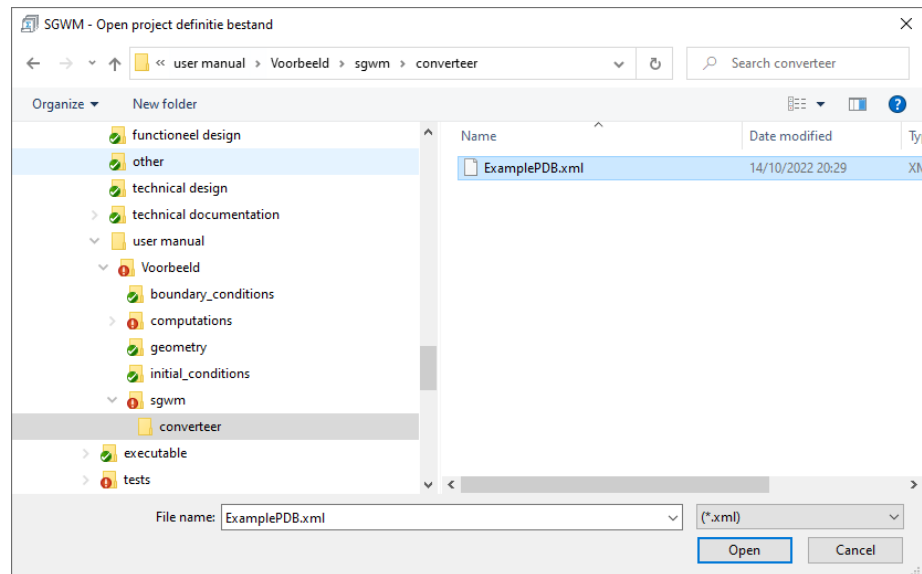 SGWM - Open project definitie bestand
« user manual › Voorbeeld › sgwm › converteer
Search converteer
Organize
New folder
functioneel design
other
technical design
technical documentation
user manual
Voorbeeld
boundary_conditions
computations
geometry
initial_conditions
sgwm
converteer
executable
tests
Name Date modified
ExamplePDB.xml 14/10/2022 20:29
File name: ExamplePDB.xml (*.xml)
Open Cancel